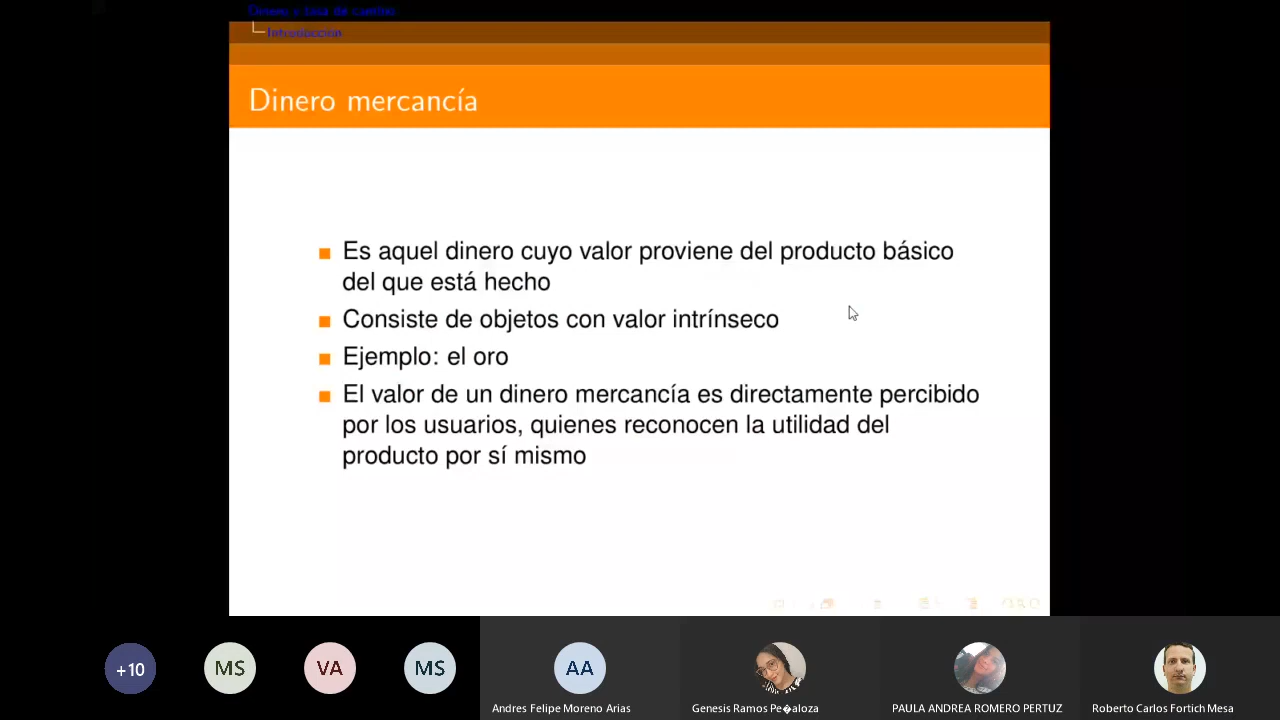 Introducción
Dinero mercancía
Es aquel dinero cuyo valor proviene del producto básico
del que está hecho
Consiste de objetos con valor intrínseco
Ejemplo: el oro
El valor de un dinero mercancía es directamente percibido
por los usuarios, quienes reconocen la utilidad del
producto por sí mismo
+10
MS
VA
MS
AA
Andres Felipe Moreno Arias
Genesis Ramos Pe�aloza
PAULA ANDREA ROMERO PERTUZ
Roberto Carlos Fortich Mesa